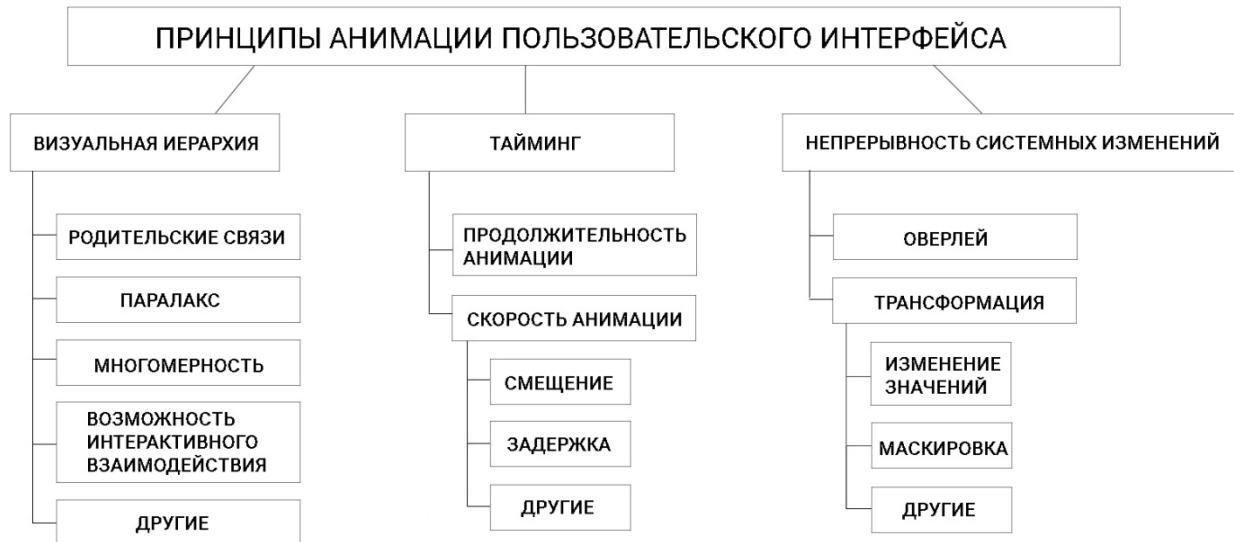 ПРИНЦИПЫ АНИМАЦИИ ПОЛЬЗОВАТЕЛЬСКОГО ИНТЕРФЕЙСА
ВИЗУАЛЬНАЯ ИЕРАРХИЯ
РОДИТЕЛЬСКИЕ СВЯЗИ
ПАРАЛАКС
МНОГОМЕРНОСТЬ
ВОЗМОЖНОСТЬ
ИНТЕРАКТИВНОГО
ВЗАИМОДЕЙСТВИЯ
ДРУГИЕ
ТАЙМИНГ
ПРОДОЛЖИТЕЛЬНОСТЬ
АНИМАЦИИ
СКОРОСТЬ АНИМАЦИИ
СМЕЩЕНИЕ
ЗАДЕРЖКА
ДРУГИЕ
НЕПРЕРЫВНОСТЬ СИСТЕМНЫХ ИЗМЕНЕНИЙ
ОВЕРЛЕЙ
ТРАНСФОРМАЦИЯ
ИЗМЕНЕНИЕ
ЗНАЧЕНИЙ
МАСКИРОВКА
ДРУГИЕ